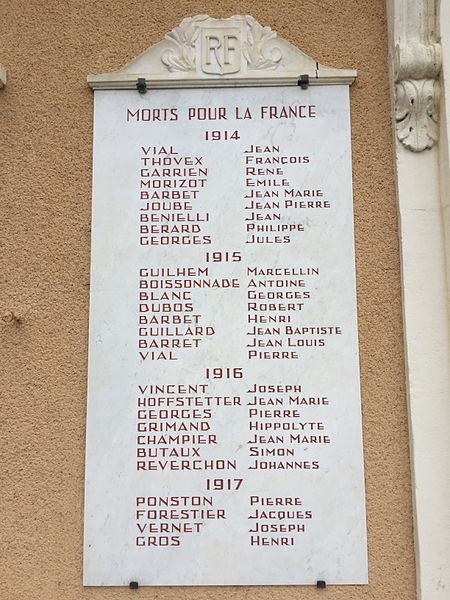 RF
MORTS POUR LA FRANCE
1914
VIAL JEAN
THOVEX FRANÇOIS
GARRIEN RENE
MORIZOT EMILE
BARBET JEAN MARIE
JOUBE JEAN PIERRE
BENIELLI JEAN
BERARD PHILIPPE
GEORGES JULES
1915
GUILHEM MARCELLIN
BOISSONNADE ANTOINE
BLANC GEORGES
DUBOS ROBERT
BARBET HENRI
GUILLARD JEAN BAPTISTE
BARRET JEAN LOUIS
VIAL PIERRE
1916
VINCENT JOSEPH
HOFFSTETTER JEAN MARIE
GEORGES PIERRE
GRIMAND HIPPOLYTE
CHAMPIER JEAN MARIE
BUTAUX SIMON
REVERCHON JOHANNES
1917
PONSTON PIERRE
FORESTIER JACQUES
VERNET JOSEPH
GROS HENRI